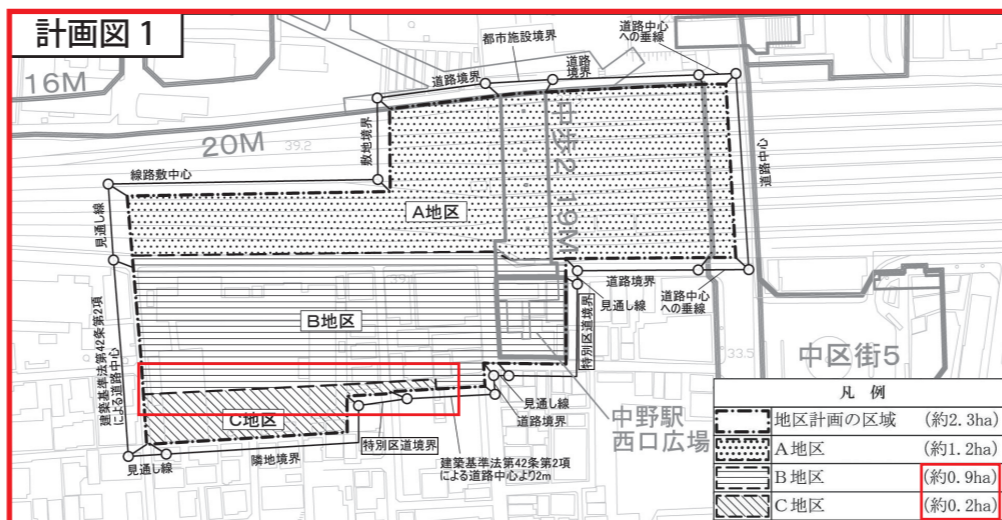 計画図1
道路中心
への垂線
都市施設境界
道路境界
道路
境界
16M
20M
39.2
敷地境界
中歩2 19M
道路中心
線路敷中心
A地区
見通し線
道路境界
道路中心
への垂線
見通し線
B地区
特別区道境界
建築基準法第42条第2項
による道路中心
33.5
中区街5
C地区
見通し線
道路境界
中野駅
西口広場
特別区道境界
見通し線
隣地境界
建築基準法第42条第2項
による道路中心より2m
凡 例
地区計画の区域 (約2.3ha)
A地区 (約1.2ha)
B地区 (約0.9ha)
C地区 (約0.2ha)